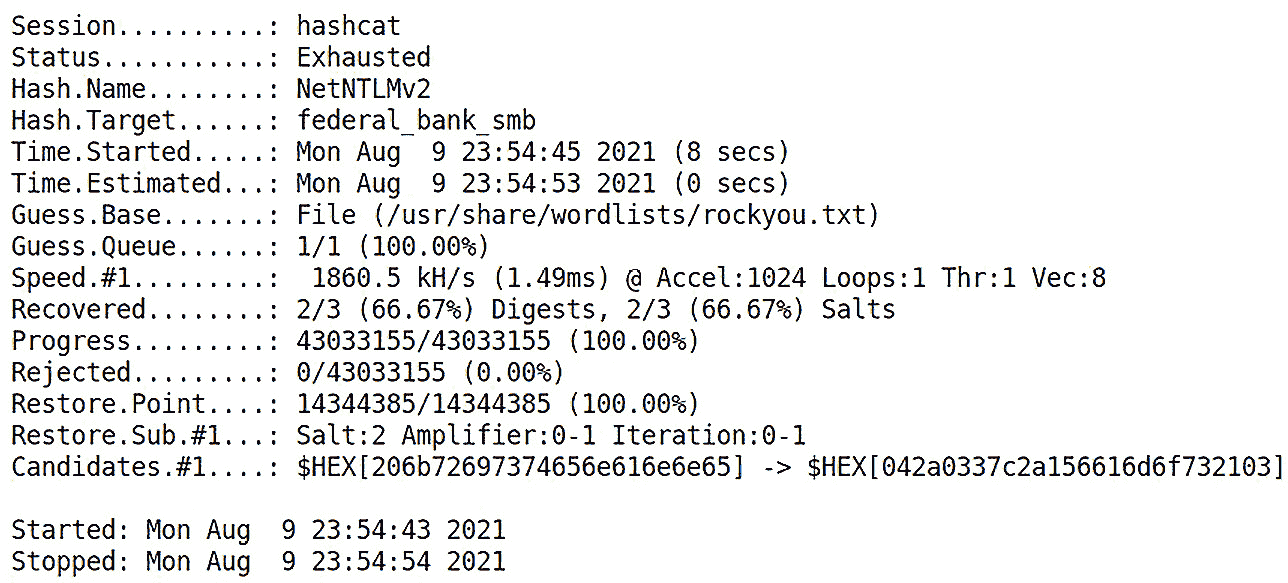 Session..........: hashcat
Status...........: Exhausted
Hash.Name........: NetNTLMv2
Hash.Target......: federal_bank_smb
Time.Started.....: Mon Aug  9 23:54:45 2021 (8 secs)
Time.Estimated...: Mon Aug  9 23:54:53 2021 (0 secs)
Guess.Base.......: File (/usr/share/wordlists/rockyou.txt)
Guess.Queue......: 1/1 (100.00%)
Speed.#1.........:  1860.5 kH/s (1.49ms) @ Accel:1024 Loops:1 Thr:1 Vec:8
Recovered........: 2/3 (66.67%) Digests, 2/3 (66.67%) Salts
Progress.........: 43033155/43033155 (100.00%)
Rejected.........: 0/43033155 (0.00%)
Restore.Point....: 14344385/14344385 (100.00%)
Restore.Sub.#1...: Salt:2 Amplifier:0-1 Iteration:0-1
Candidates.#1....: $HEX[206b72697374656e616e6e65] -> $HEX[042a0337c2a156616d6f732103]
Started: Mon Aug  9 23:54:43 2021
Stopped: Mon Aug  9 23:54:54 2021